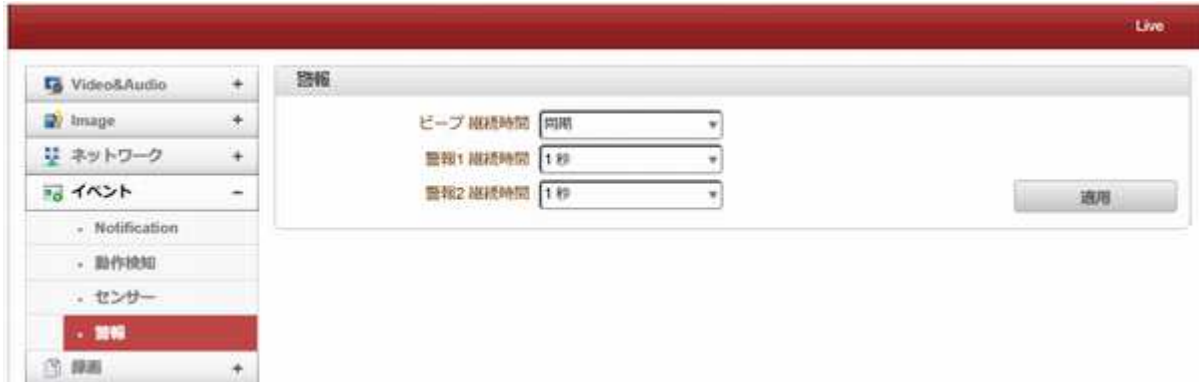 Live
Video&Audio +
Image +
ネットワーク +
イベント -
- Notification
- 動作検知
- センサー
- 警報
録画 +
警報
ビープ 継続時間 同期
警報1 継続時間 1 秒
警報2 継続時間 1 秒
適用